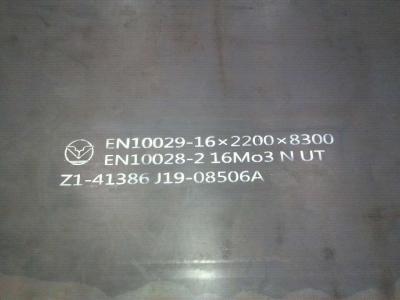 EN10029-16×2200×8300
EN10028-2 16Mo3 N UT
Z1-41386 J19-08506A